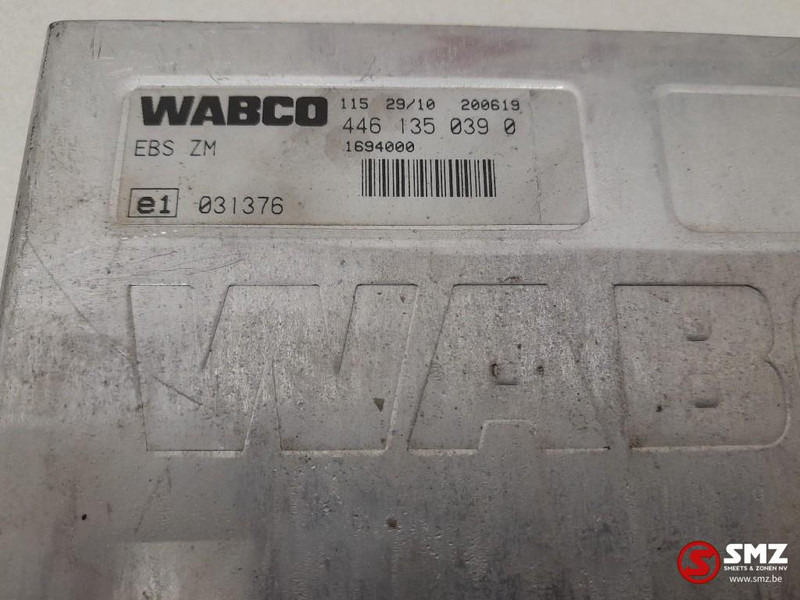 WABCO 115 29/10 200619
446 135 039 0
EBS ZM 1694000
e1 031376
WAB
SMZ
SMEETS & ZONEN NV
www.smz.be